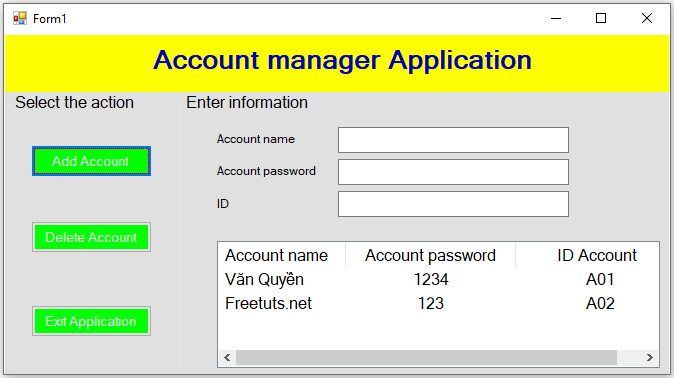 Form1
Account manager Application
Select the action
Enter information
Add Account
Delete Account
Exit Application
Account name
Account password
ID
Account name Account password ID Account
Văn Quyền 1234 A01
Freetuts.net 123 A02